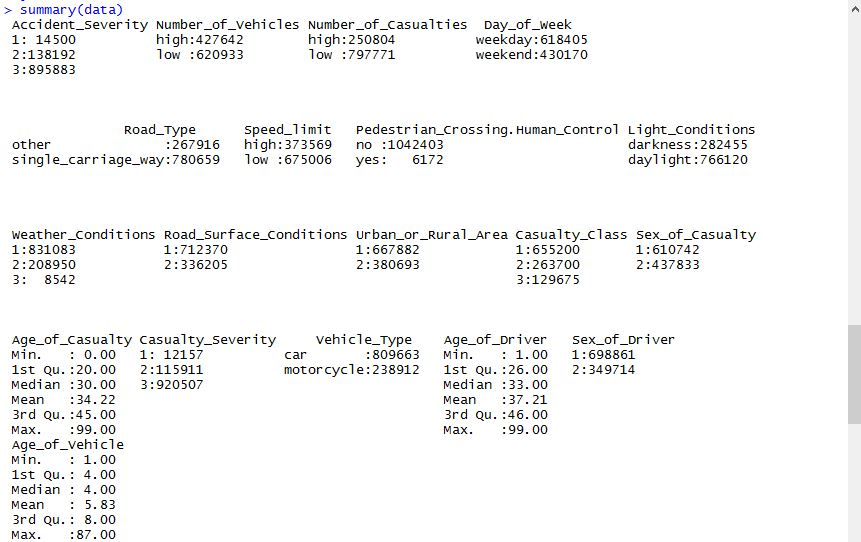 > summary(data)
Accident_Severity Number_of_Vehicles Number_of_Casualties Day_of_Week
1: 14500 high:427642 high:250804 weekday:618405
2:138192 low :620933 low :797771 weekend:430170
3:895883
Road_Type Speed_limit Pedestrian_Crossing.Human_Control Light_Conditions
other :267916 high:373569 no :1042403 darkness:282455
single_carriage_way:780659 low :675006 yes: 6172 daylight:766120
Weather_Conditions Road_Surface_Conditions Urban_or_Rural_Area Casualty_Class Sex_of_Casualty
1:831083 1:712370 1:667882 1:655200 1:610742
2:208950 2:336205 2:380693 2:263700 2:437833
3: 8542 3:129675
Age_of_Casualty Casualty_Severity Vehicle_Type Age_of_Driver Sex_of_Driver
Min. : 0.00 1: 12157 car :809663 Min. : 1.00 1:698861
1st Qu.:20.00 2:115911 motorcycle:238912 1st Qu.:26.00 2:349714
Median :30.00 3:920507 Median :33.00
Mean :34.22 Mean :37.21
3rd Qu.:45.00 3rd Qu.:46.00
Max. :99.00 Max. :99.00
Age_of_Vehicle
Min. : 1.00
1st Qu.: 4.00
Median : 4.00
Mean : 5.83
3rd Qu.: 8.00
Max. :87.00